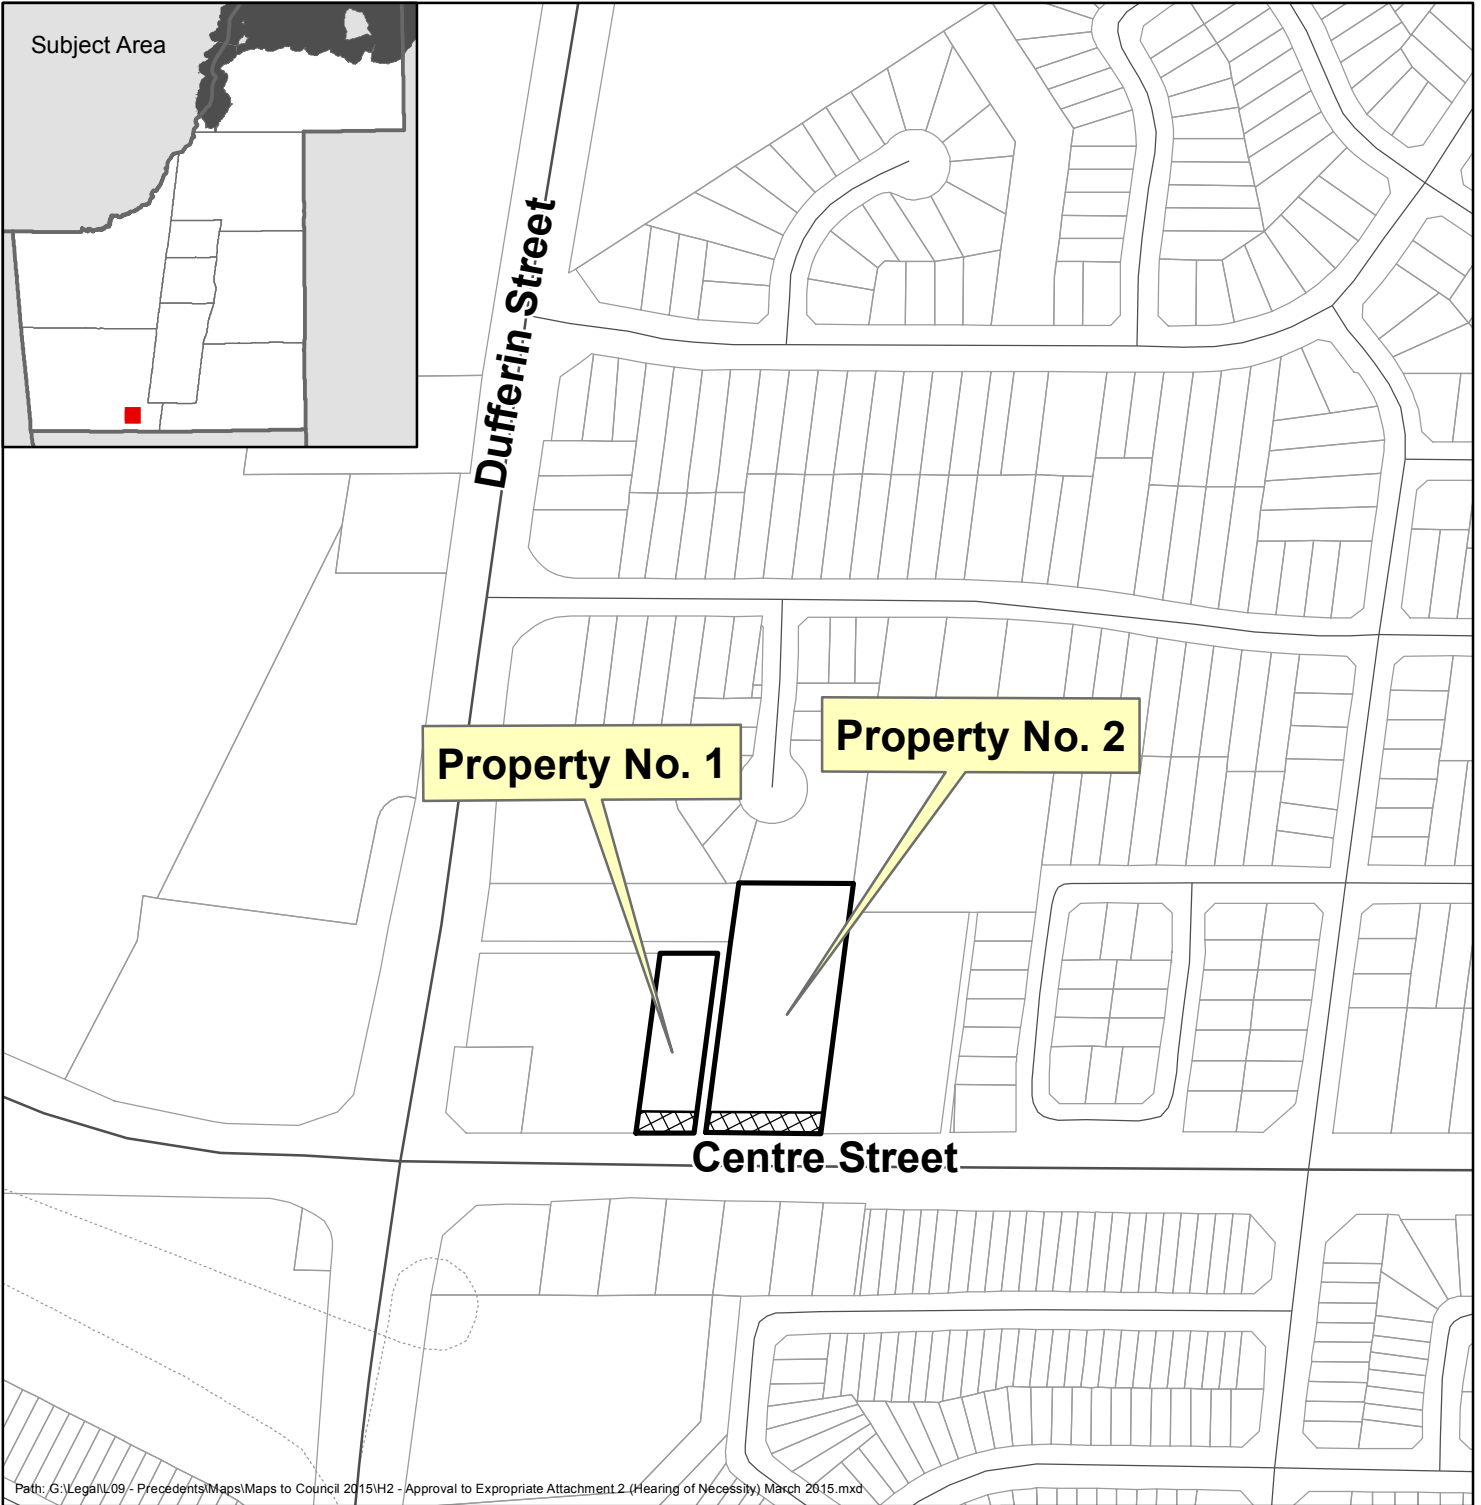 Subject Area
Dufferin Street
Property No. 1
Property No. 2
Centre Street
Path: G:\Legal\L09 - Precedents\Maps\Maps to Council 2015\H2 - Approval to Expropriate Attachment 2 (Hearing of Necessity) March 2015.mxd